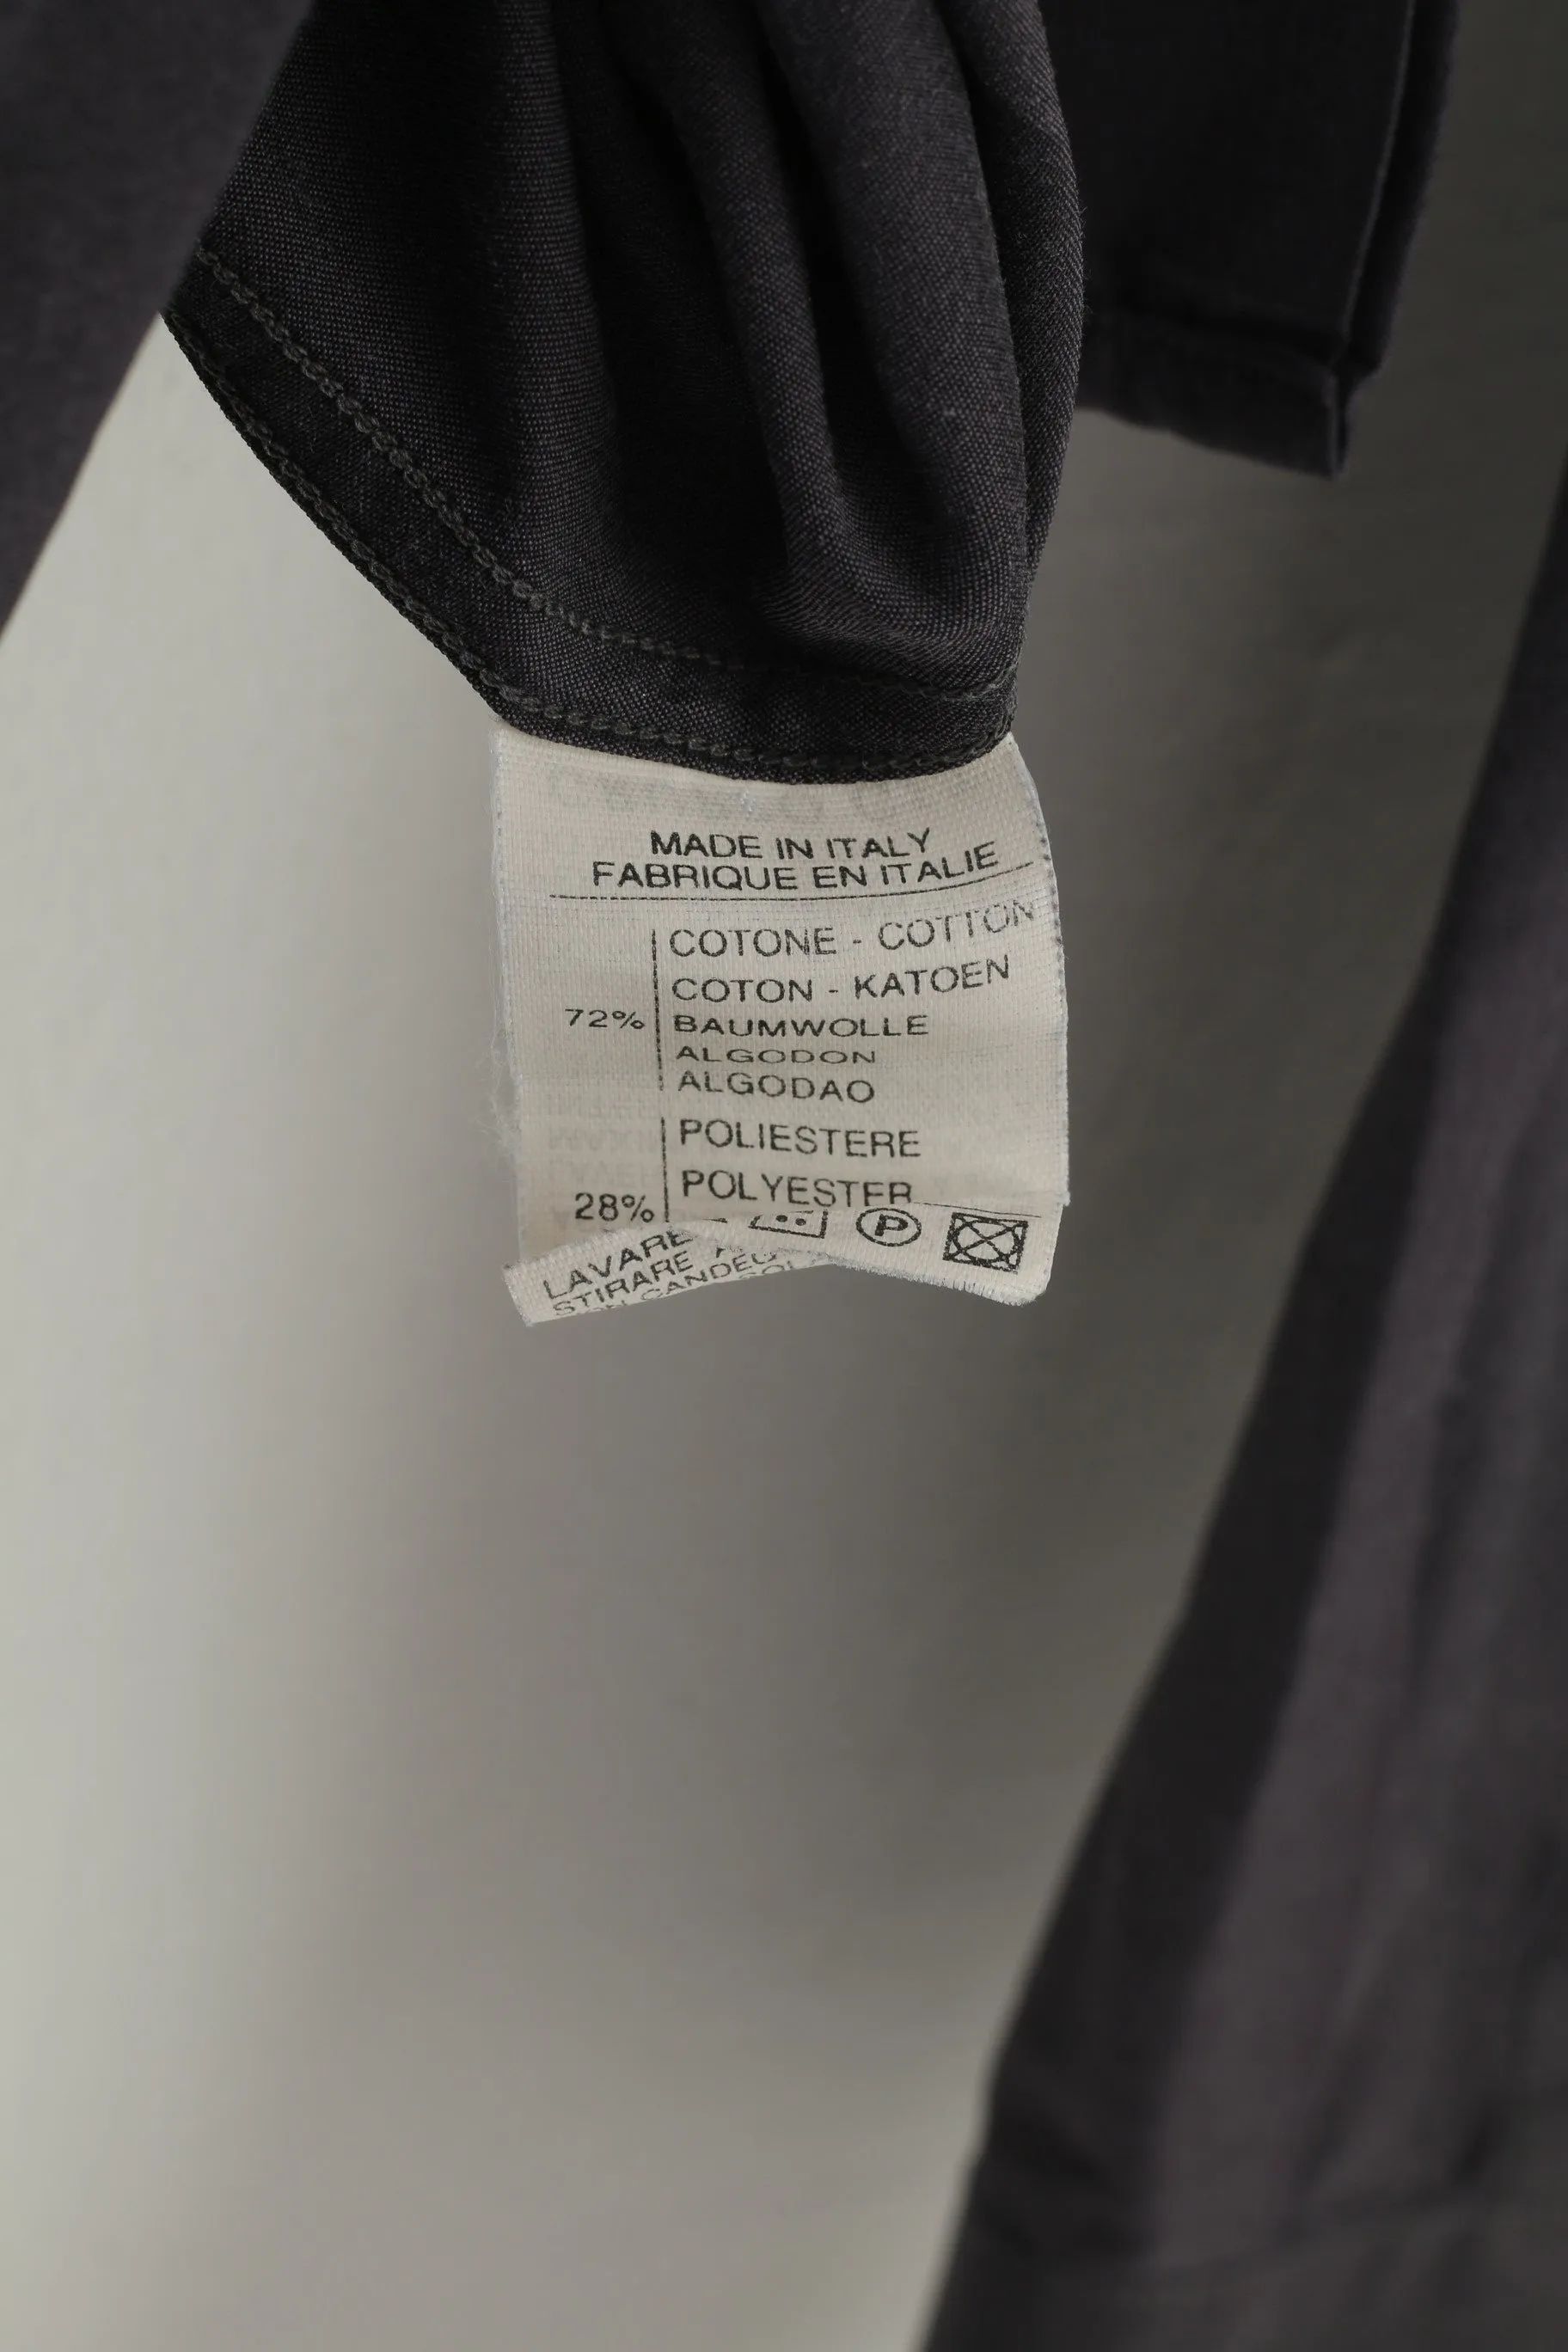 MADE IN ITALY
FABRIQUE EN ITALIE
COTONE - COTTON
COTON - KATOEN
72% BAUMWOLLE
ALGODON
ALGODAO
POLIESTERE
28% POLYESTER
P
LAVARE
STIRARE